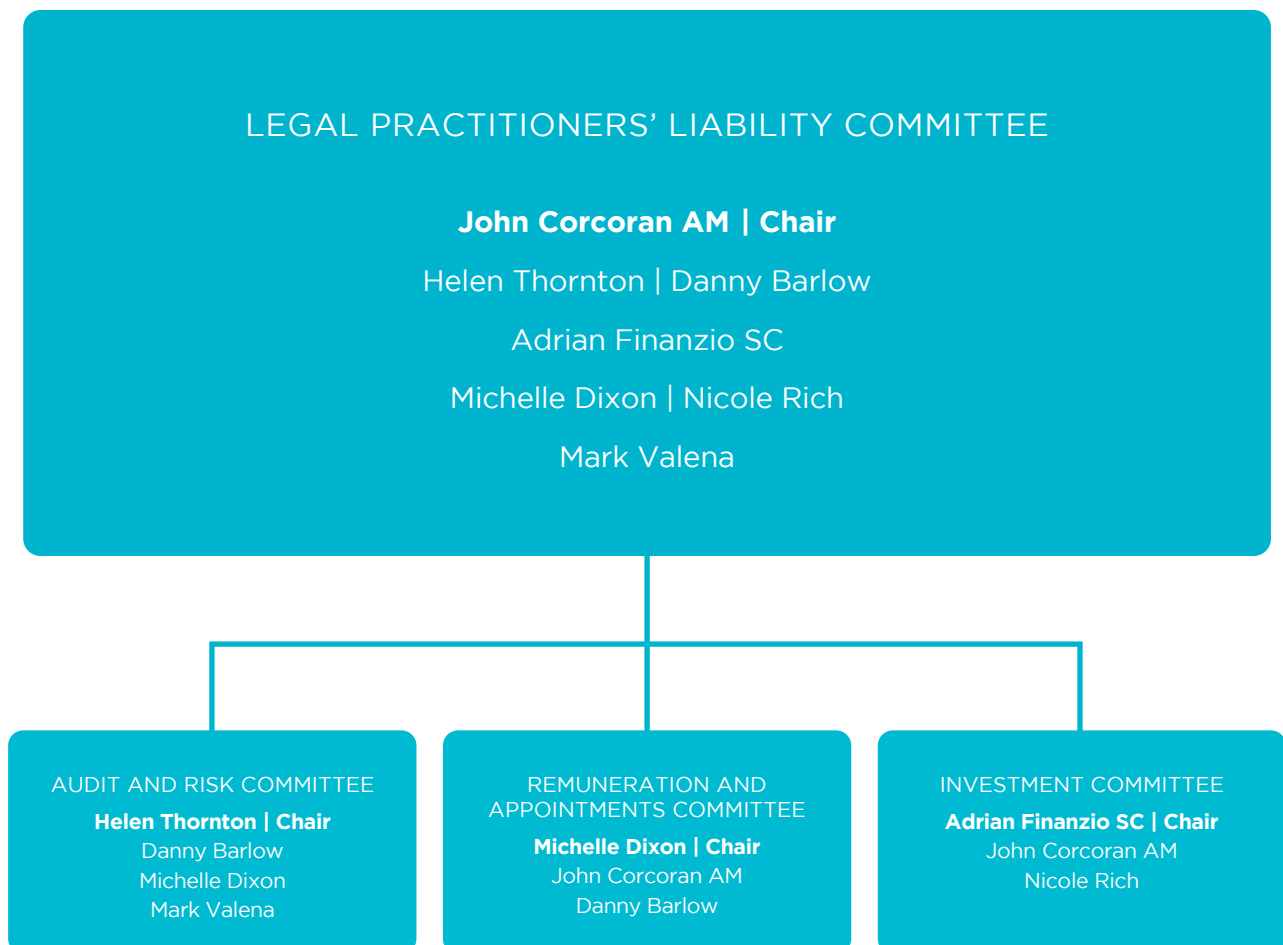 LEGAL PRACTITIONERS’ LIABILITY COMMITTEE
John Corcoran AM | Chair
Helen Thornton | Danny Barlow
Adrian Finanzio SC
Michelle Dixon | Nicole Rich
Mark Valena
AUDIT AND RISK COMMITTEE
Helen Thornton | Chair
Danny Barlow
Michelle Dixon
Mark Valena
REMUNERATION AND
APPOINTMENTS COMMITTEE
Michelle Dixon | Chair
John Corcoran AM
Danny Barlow
INVESTMENT COMMITTEE
Adrian Finanzio SC | Chair
John Corcoran AM
Nicole Rich